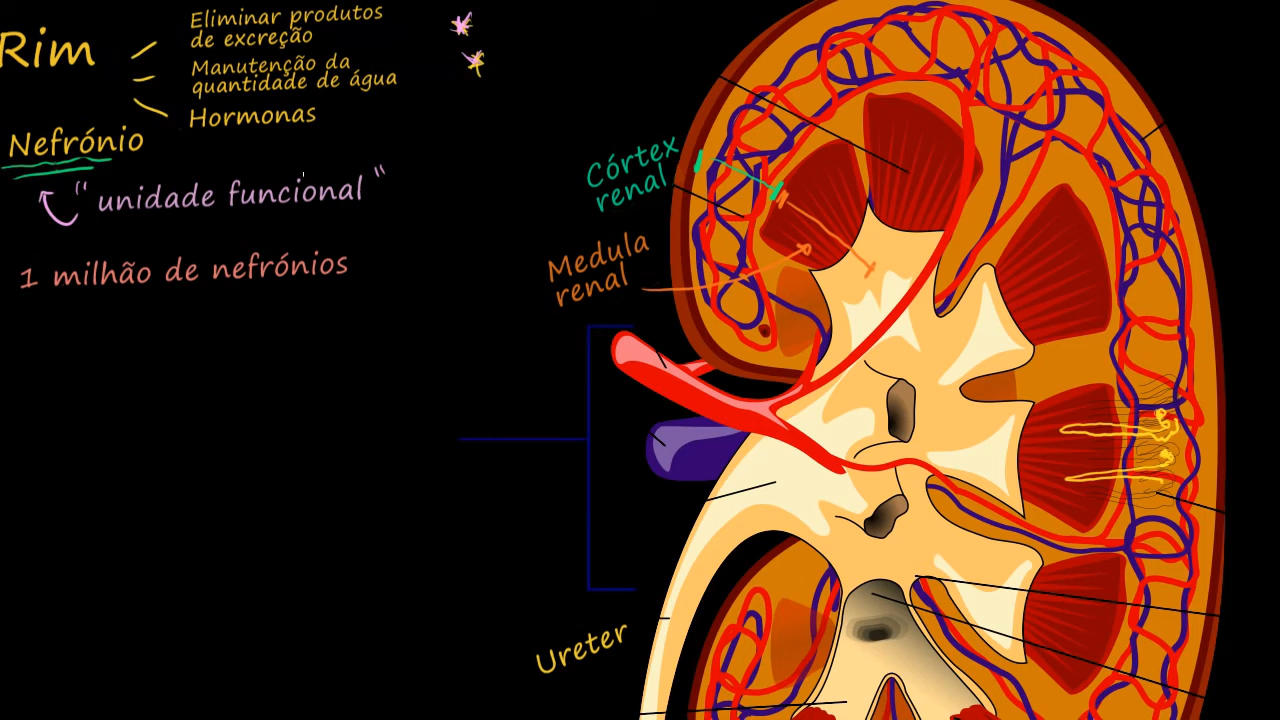 Rim
Eliminar produtos
de excreção
Manutenção da
quantidade de água
Hormonas
Nefrónio
"unidade funcional"
1 milhão de nefrónios
Córtex
renal
Medula
renal
Ureter